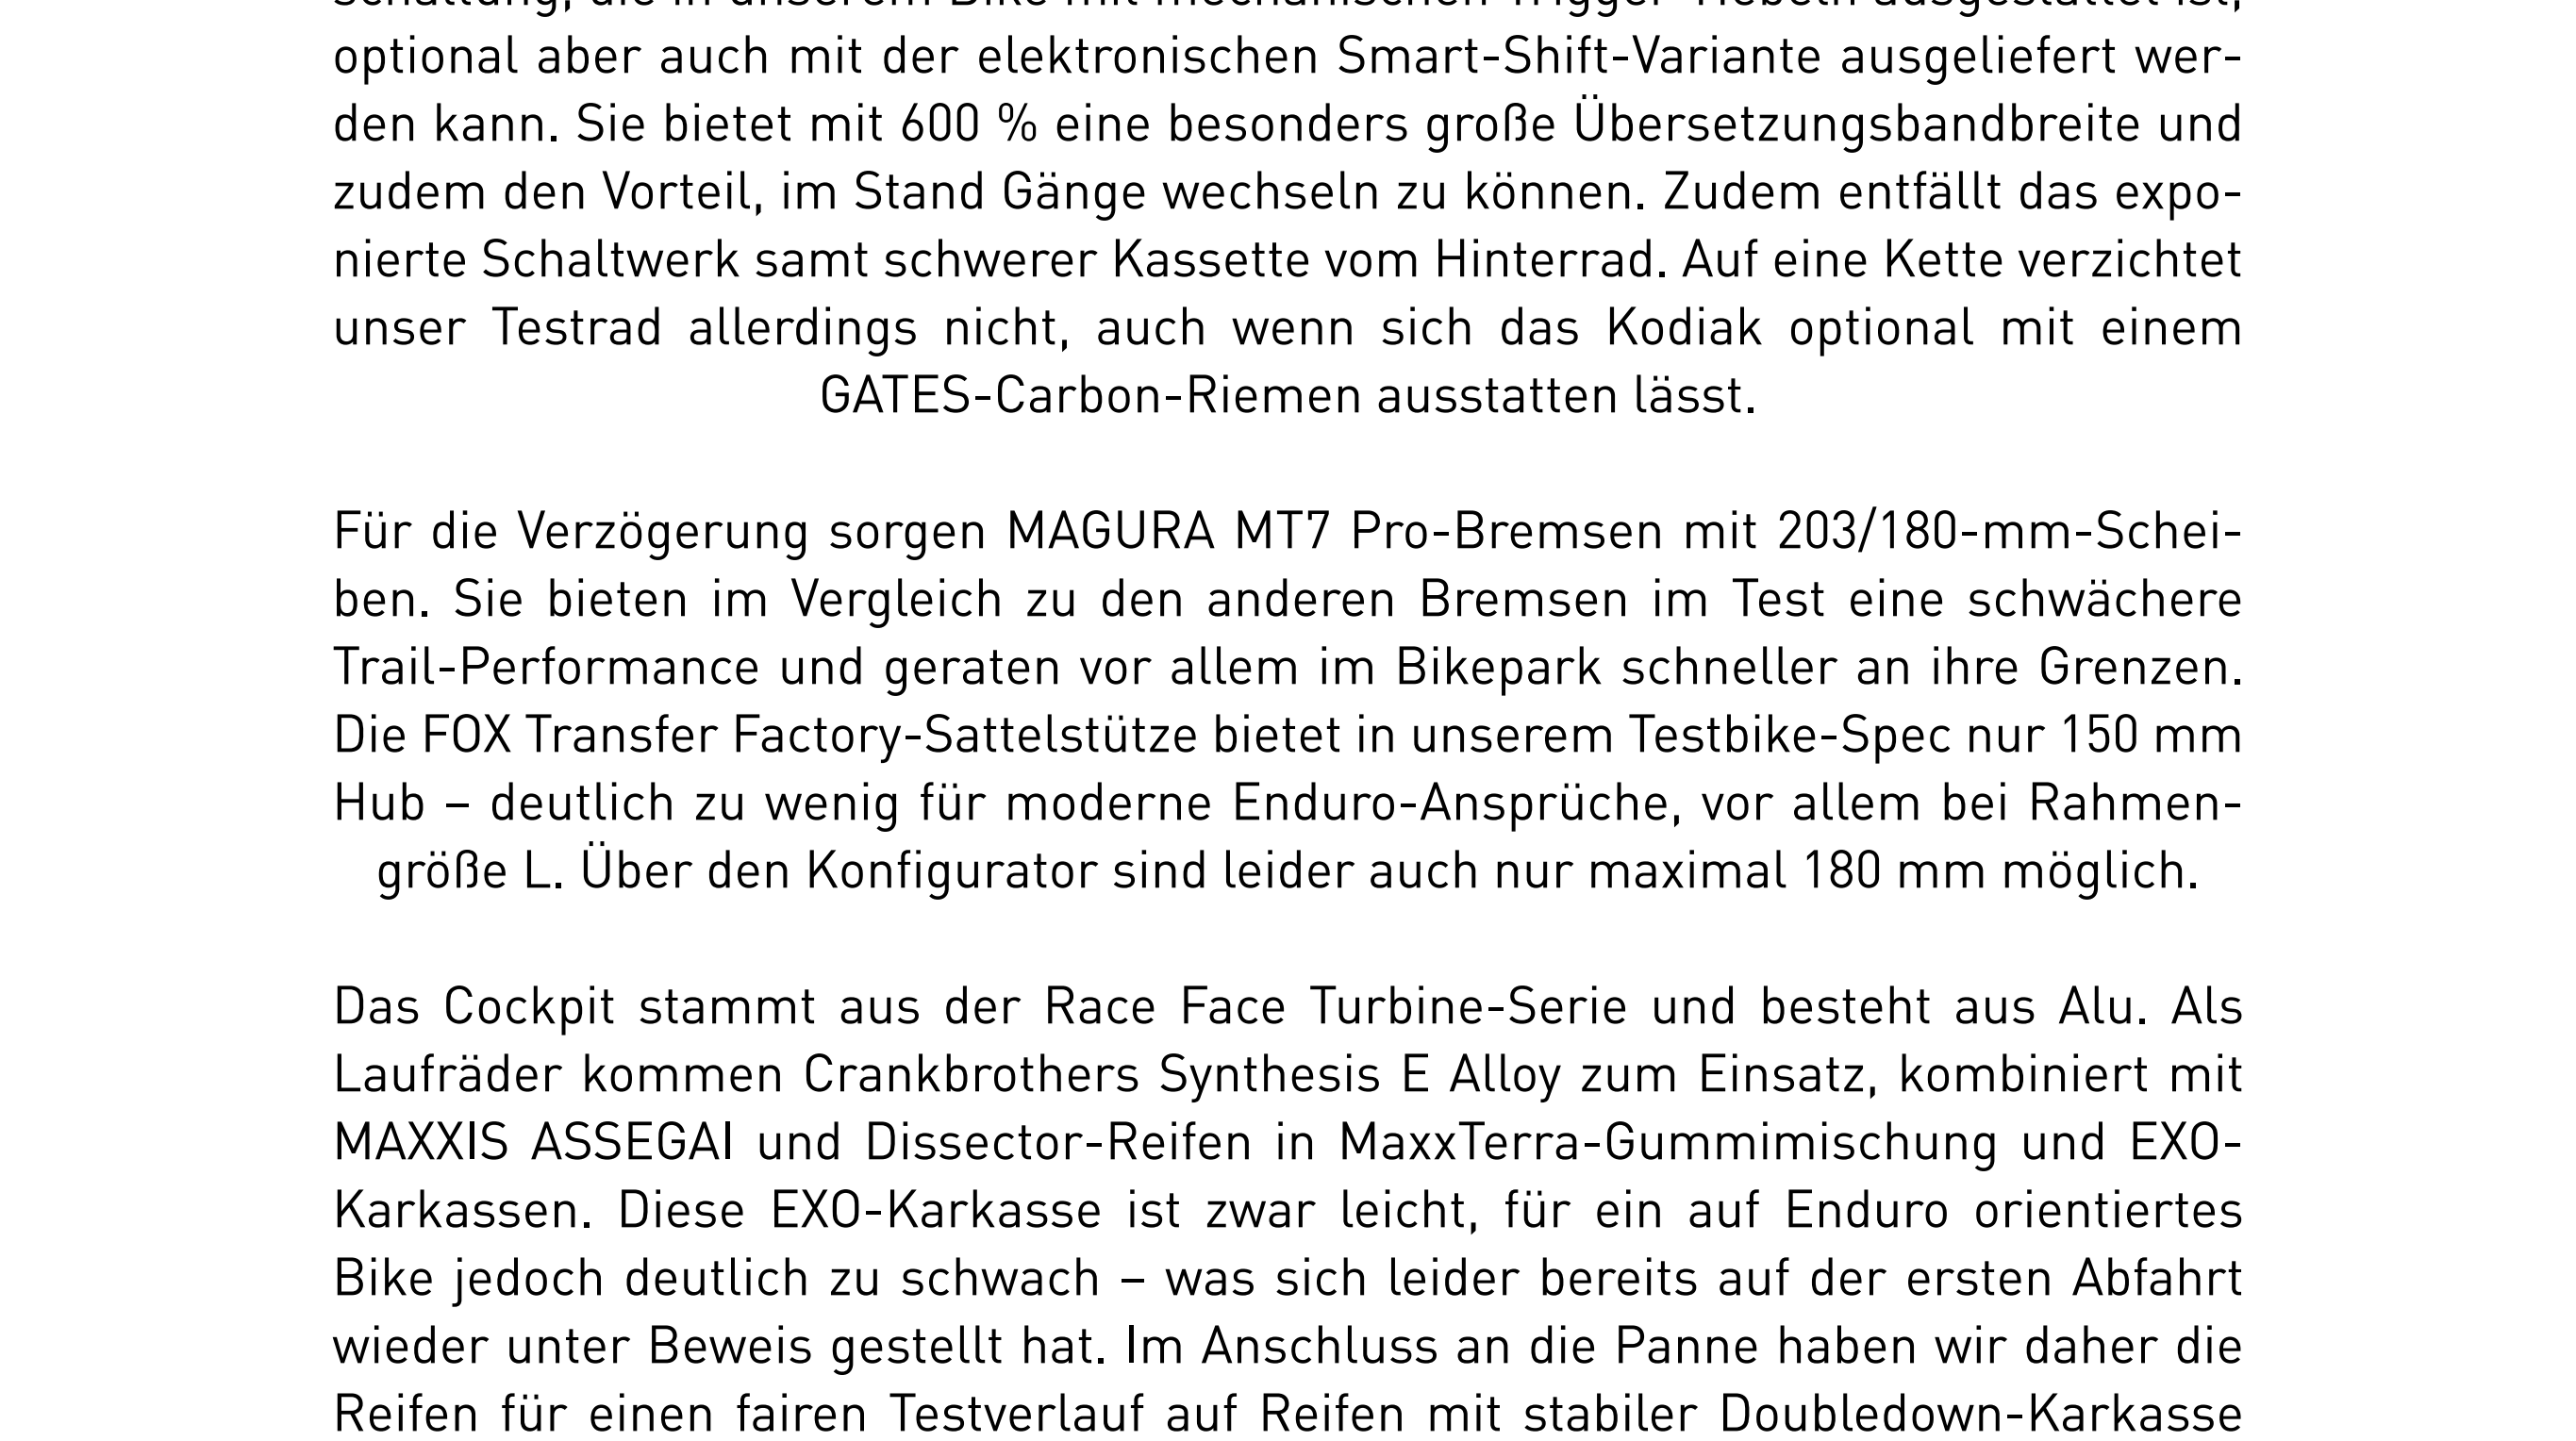 schaltung, die in unserem Bike mit mechanischen Trigger-Hebeln ausgestattet ist,
optional aber auch mit der elektronischen Smart-Shift-Variante ausgeliefert wer-
den kann. Sie bietet mit 600 % eine besonders große Übersetzungsbandbreite und
zudem den Vorteil, im Stand Gänge wechseln zu können. Zudem entfällt das expo-
nierte Schaltwerk samt schwerer Kassette vom Hinterrad. Auf eine Kette verzichtet
unser Testrad allerdings nicht, auch wenn sich das Kodiak optional mit einem
GATES-Carbon-Riemen ausstatten lässt.
Für die Verzögerung sorgen MAGURA MT7 Pro-Bremsen mit 203/180-mm-Schei-
ben. Sie bieten im Vergleich zu den anderen Bremsen im Test eine schwächere
Trail-Performance und geraten vor allem im Bikepark schneller an ihre Grenzen.
Die FOX Transfer Factory-Sattelstütze bietet in unserem Testbike-Spec nur 150 mm
Hub – deutlich zu wenig für moderne Enduro-Ansprüche, vor allem bei Rahmen-
größe L. Über den Konfigurator sind leider auch nur maximal 180 mm möglich.
Das Cockpit stammt aus der Race Face Turbine-Serie und besteht aus Alu. Als
Laufräder kommen Crankbrothers Synthesis E Alloy zum Einsatz, kombiniert mit
MAXXIS ASSEGAI und Dissector-Reifen in MaxxTerra-Gummimischung und EXO-
Karkassen. Diese EXO-Karkasse ist zwar leicht, für ein auf Enduro orientiertes
Bike jedoch deutlich zu schwach – was sich leider bereits auf der ersten Abfahrt
wieder unter Beweis gestellt hat. Im Anschluss an die Panne haben wir daher die
Reifen für einen fairen Testverlauf auf Reifen mit stabiler Doubledown-Karkasse